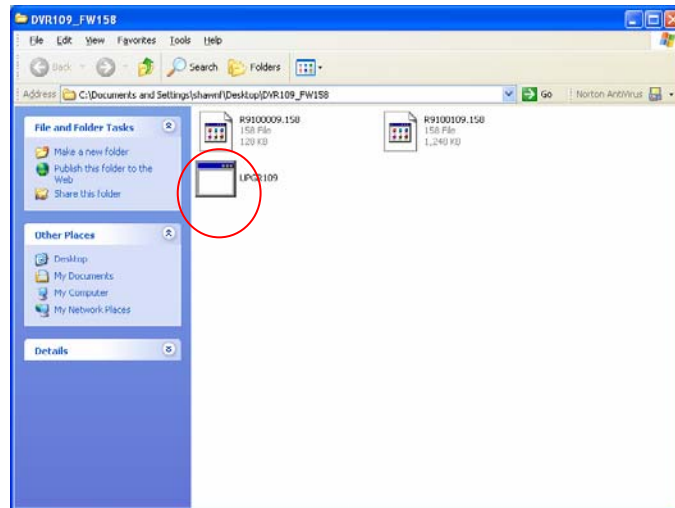 DVR109_FW158
File Edit View Favorites Tools Help
Back Search Folders
Address C:\Documents and Settings\shawnf\Desktop\DVR109_FW158 Go Norton AntiVirus
File and Folder Tasks
Make a new folder
Publish this folder to the Web
Share this folder
Other Places
Desktop
My Documents
My Computer
My Network Places
Details
R9100009.158
158 File
128 KB
R9100109.158
158 File
1,240 KB
UPGR109